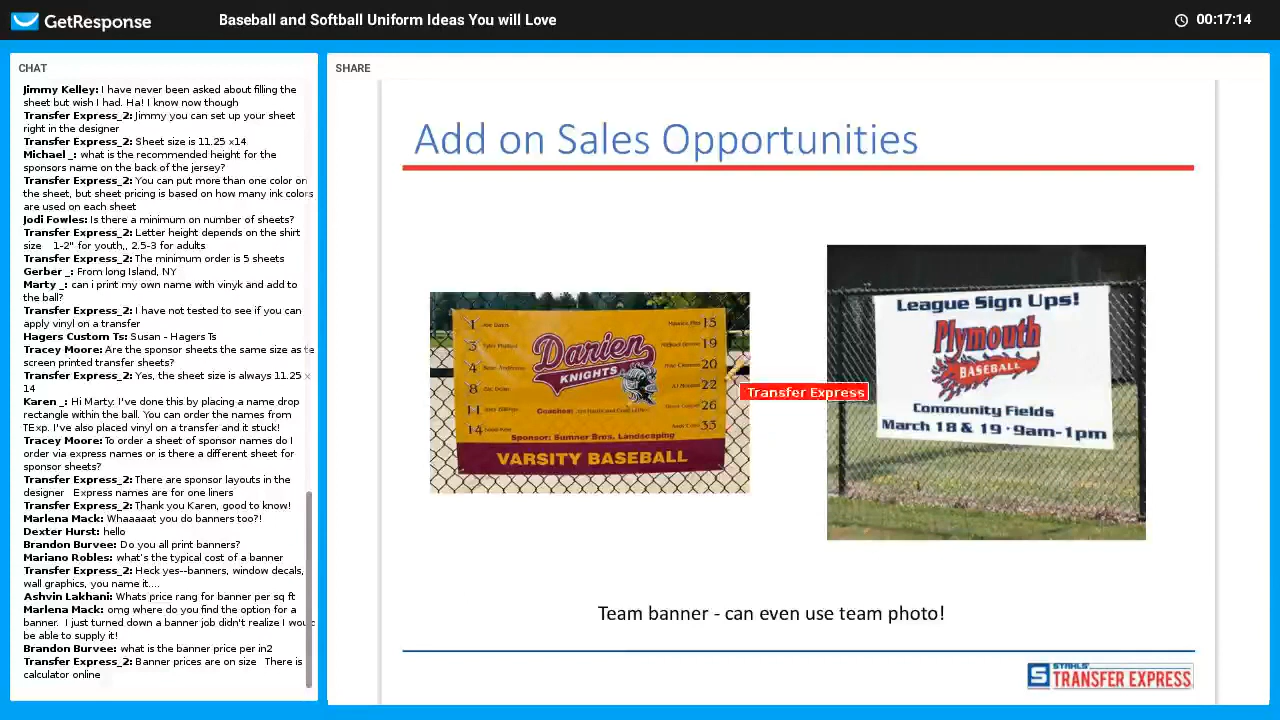 GetResponse
Baseball and Softball Uniform Ideas You will Love
00:17:14
CHAT
Jimmy Kelley: I have never been asked about filling the
sheet but wish I had. Ha! I know now though
Transfer Express_2: Jimmy you can set up your sheet
right in the designer
Transfer Express_2: Sheet size is 11.25 x14
Michael _: what is the recommended height for the
sponsors name on the back of the jersey?
Transfer Express_2: You can put more than one color on
the sheet, but sheet pricing is based on how many ink colors
are used on each sheet
Jodi Fowles: Is there a minimum on number of sheets?
Transfer Express_2: Letter height depends on the shirt
size 1-2" for youth,, 2.5-3 for adults
Transfer Express_2: The minimum order is 5 sheets
Gerber _: From long Island, NY
Marty _: can i print my own name with vinyk and add to
the ball?
Transfer Express_2: I have not tested to see if you can
apply vinyl on a transfer
Hagers Custom Ts: Susan - Hagers Ts
Tracey Moore: Are the sponsor sheets the same size as te
screen printed transfer sheets?
Transfer Express_2: Yes, the sheet size is always 11.25 x
14
Karen _: Hi Marty: I've done this by placing a name drop
rectangle within the ball. You can order the names from
TExp. I've also placed vinyl on a transfer and it stuck!
Tracey Moore: To order a sheet of sponsor names do I
order via express names or is there a different sheet for
sponsor sheets?
Transfer Express_2: There are sponsor layouts in the
designer Express names are for one liners
Transfer Express_2: Thank you Karen, good to know!
Marlena Mack: Whaaaaat you do banners too?!
Dexter Hurst: hello
Brandon Burvee: Do you all print banners?
Mariano Robles: what's the typical cost of a banner
Transfer Express_2: Heck yes--banners, window decals,
wall graphics, you name it....
Ashvin Lakhani: Whats price rang for banner per sq ft
Marlena Mack: omg where do you find the option for a
banner. I just turned down a banner job didn't realize I would
be able to supply it!
Brandon Burvee: what is the banner price per in2
Transfer Express_2: Banner prices are on size There is
calculator online
SHARE
Add on Sales Opportunities
1
3
4
8
11
14
Darien
KNIGHTS
15
19
20
22
26
33
Coaches:
Sponsor: Sumner Bros. Landscaping
VARSITY BASEBALL
Transfer Express
League Sign Ups!
Plymouth
BASEBALL
Community Fields
March 18 & 19 · 9am-1pm
Team banner - can even use team photo!
STAHLS'
TRANSFER EXPRESS